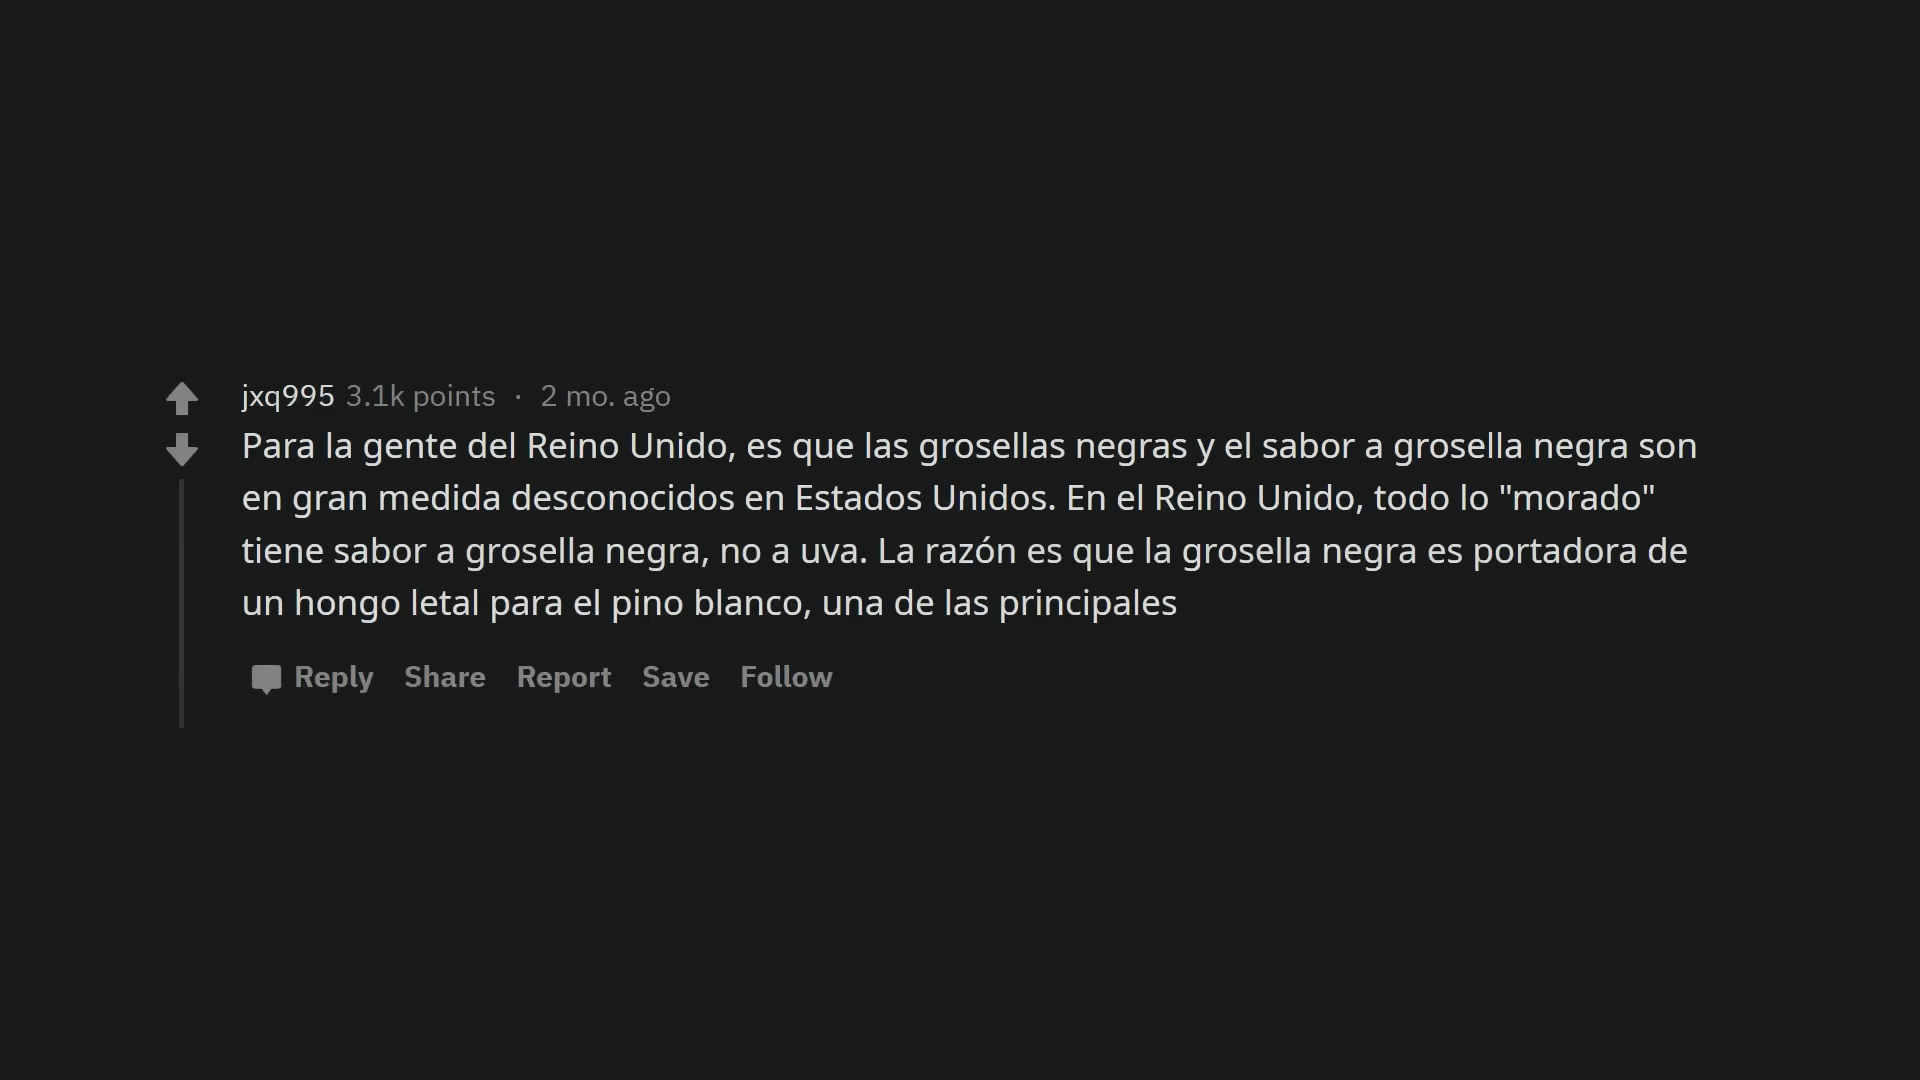 jxq995 3.1k points · 2 mo. ago
Para la gente del Reino Unido, es que las grosellas negras y el sabor a grosella negra son
en gran medida desconocidos en Estados Unidos. En el Reino Unido, todo lo "morado"
tiene sabor a grosella negra, no a uva. La razón es que la grosella negra es portadora de
un hongo letal para el pino blanco, una de las principales
Reply Share Report Save Follow